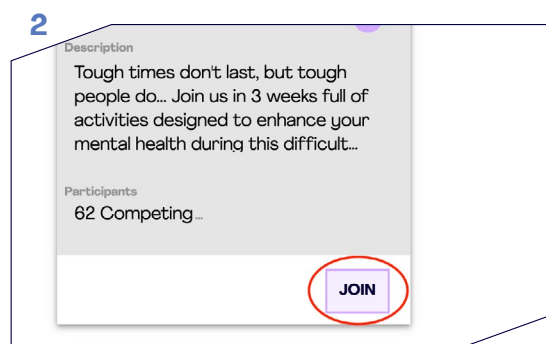 2
Description
Tough times don't last, but tough
people do... Join us in 3 weeks full of
activities designed to enhance your
mental health during this difficult...
Participants
62 Competing...
JOIN